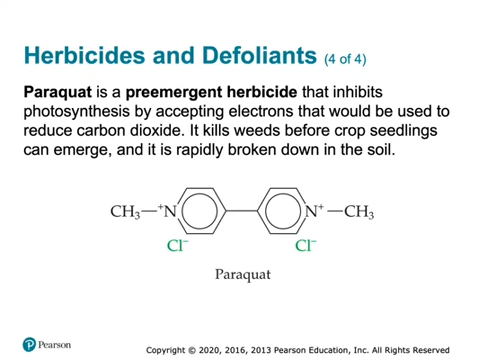 Herbicides and Defoliants (4 of 4)
Paraquat is a preemergent herbicide that inhibits
photosynthesis by accepting electrons that would be used to
reduce carbon dioxide. It kills weeds before crop seedlings
can emerge, and it is rapidly broken down in the soil.
CH₃—⁺N N⁺—CH₃
Cl⁻ Cl⁻
Paraquat
Pearson
Copyright © 2020, 2016, 2013 Pearson Education, Inc. All Rights Reserved